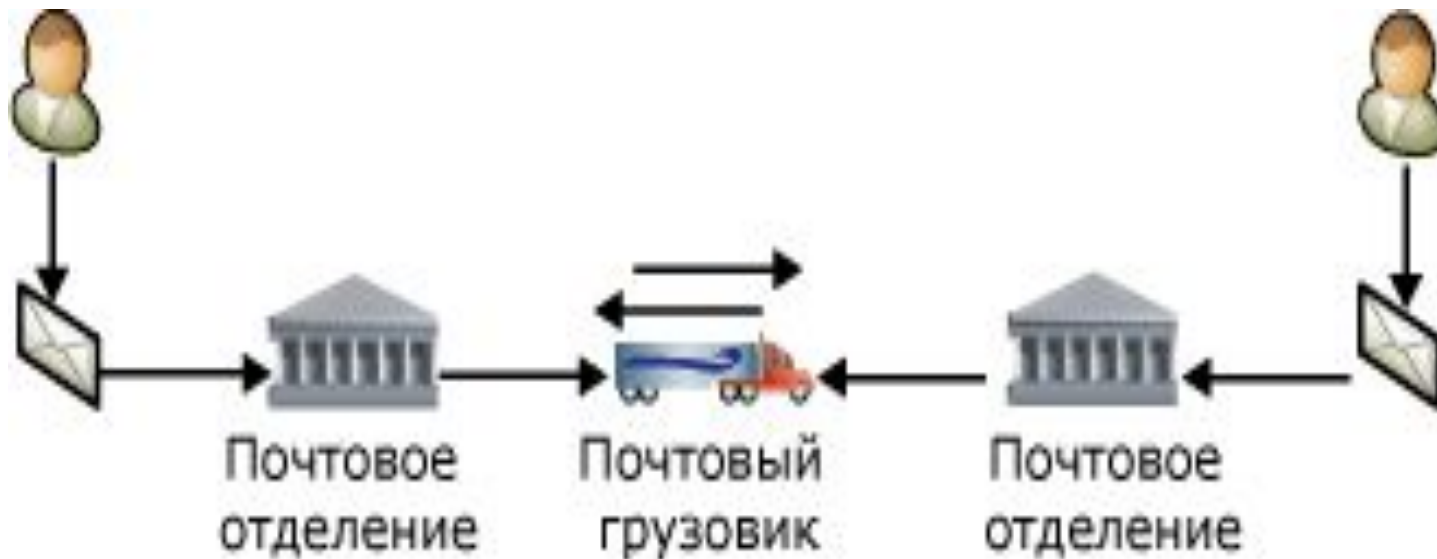 Почтовое
отделение
Почтовый
грузовик
Почтовое
отделение